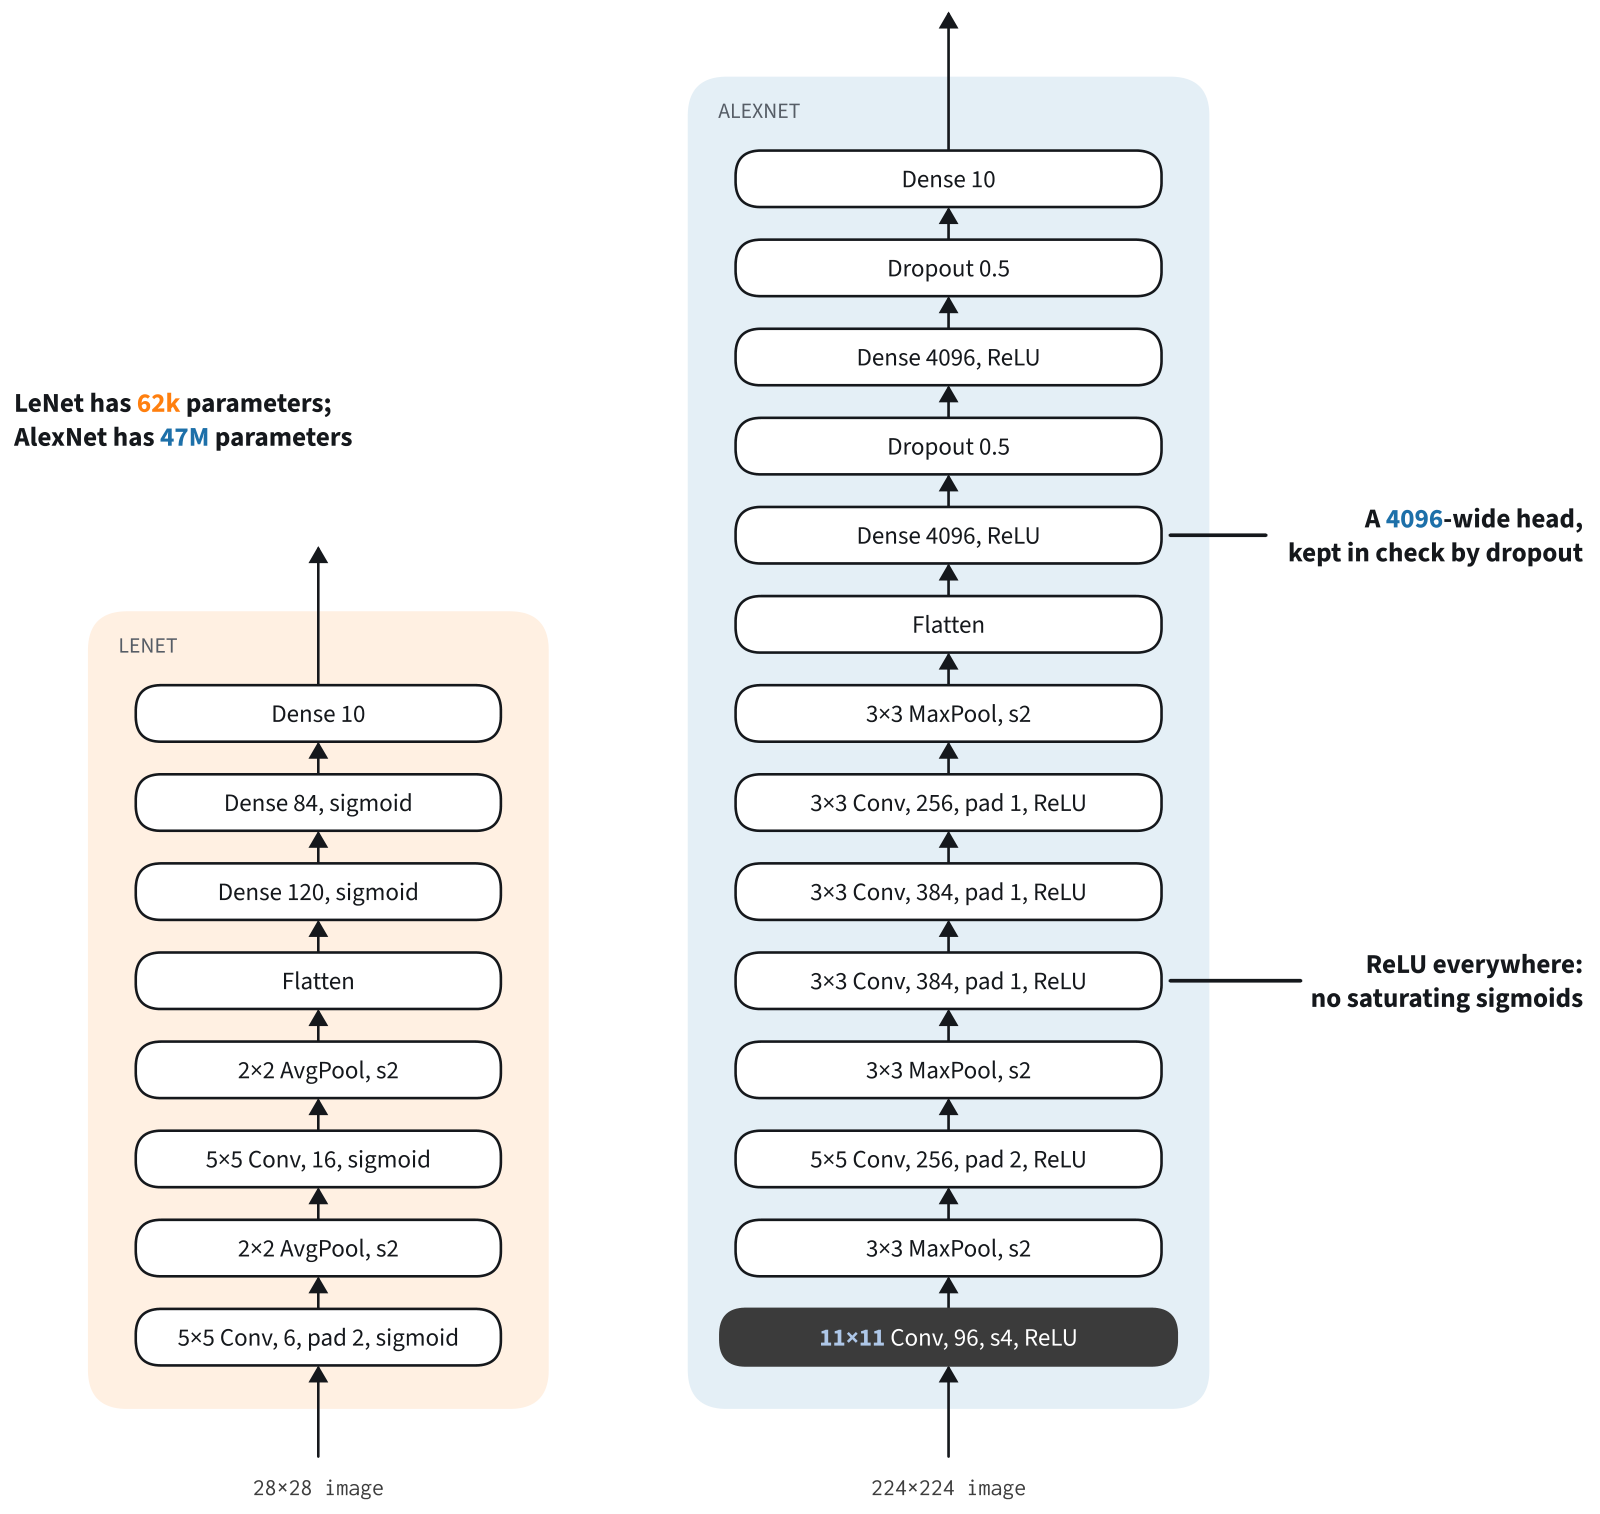 LeNet has 62k parameters;
AlexNet has 47M parameters
LENET
Dense 10
Dense 84, sigmoid
Dense 120, sigmoid
Flatten
2×2 AvgPool, s2
5×5 Conv, 16, sigmoid
2×2 AvgPool, s2
5×5 Conv, 6, pad 2, sigmoid
28×28 image
ALEXNET
Dense 10
Dropout 0.5
Dense 4096, ReLU
Dropout 0.5
Dense 4096, ReLU
Flatten
3×3 MaxPool, s2
3×3 Conv, 256, pad 1, ReLU
3×3 Conv, 384, pad 1, ReLU
3×3 Conv, 384, pad 1, ReLU
3×3 MaxPool, s2
5×5 Conv, 256, pad 2, ReLU
3×3 MaxPool, s2
11×11 Conv, 96, s4, ReLU
224×224 image
A 4096-wide head,
kept in check by dropout
ReLU everywhere:
no saturating sigmoids